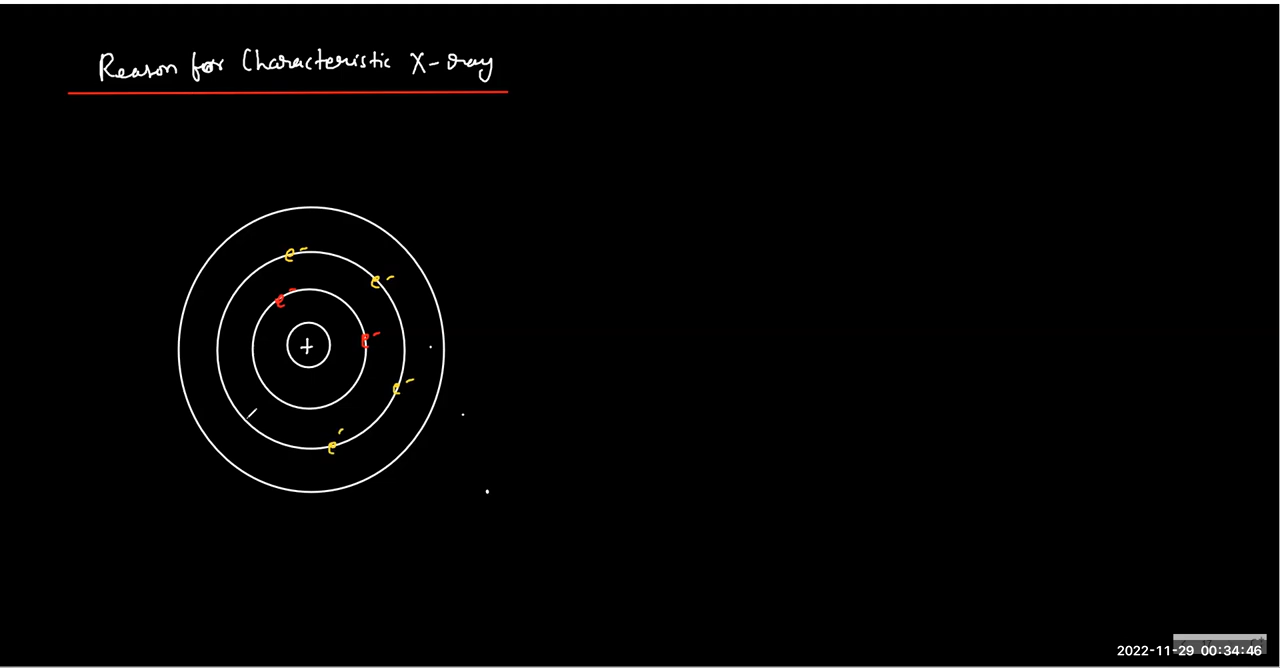 Reason for Characteristic X-ray
e-
e-
e-
e-
+
e-
e-
2022-11-29 00:34:46